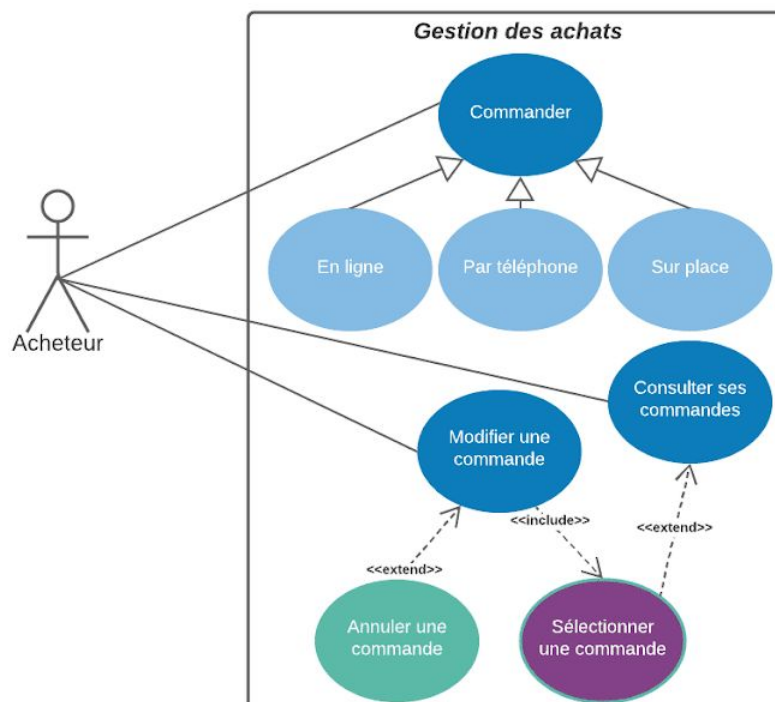 Gestion des achats
Commander
En ligne
Par téléphone
Sur place
Acheteur
Consulter ses
commandes
Modifier une
commande
<<include>>
<<extend>>
<<extend>>
Annuler une
commande
Sélectionner
une commande